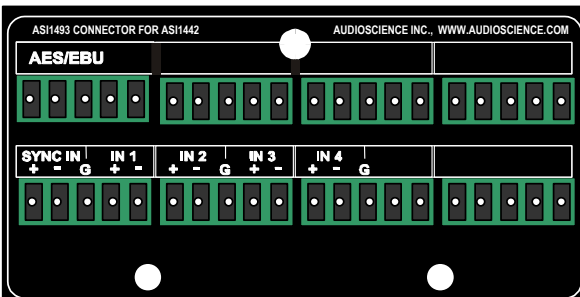 ASI1493 CONNECTOR FOR ASI1442 AUDIOSCIENCE INC., WWW.AUDIOSCIENCE.COM
AES/EBU
SYNC IN IN 1 IN 2 IN 3 IN 4
+ - G + - + - G + - + - G